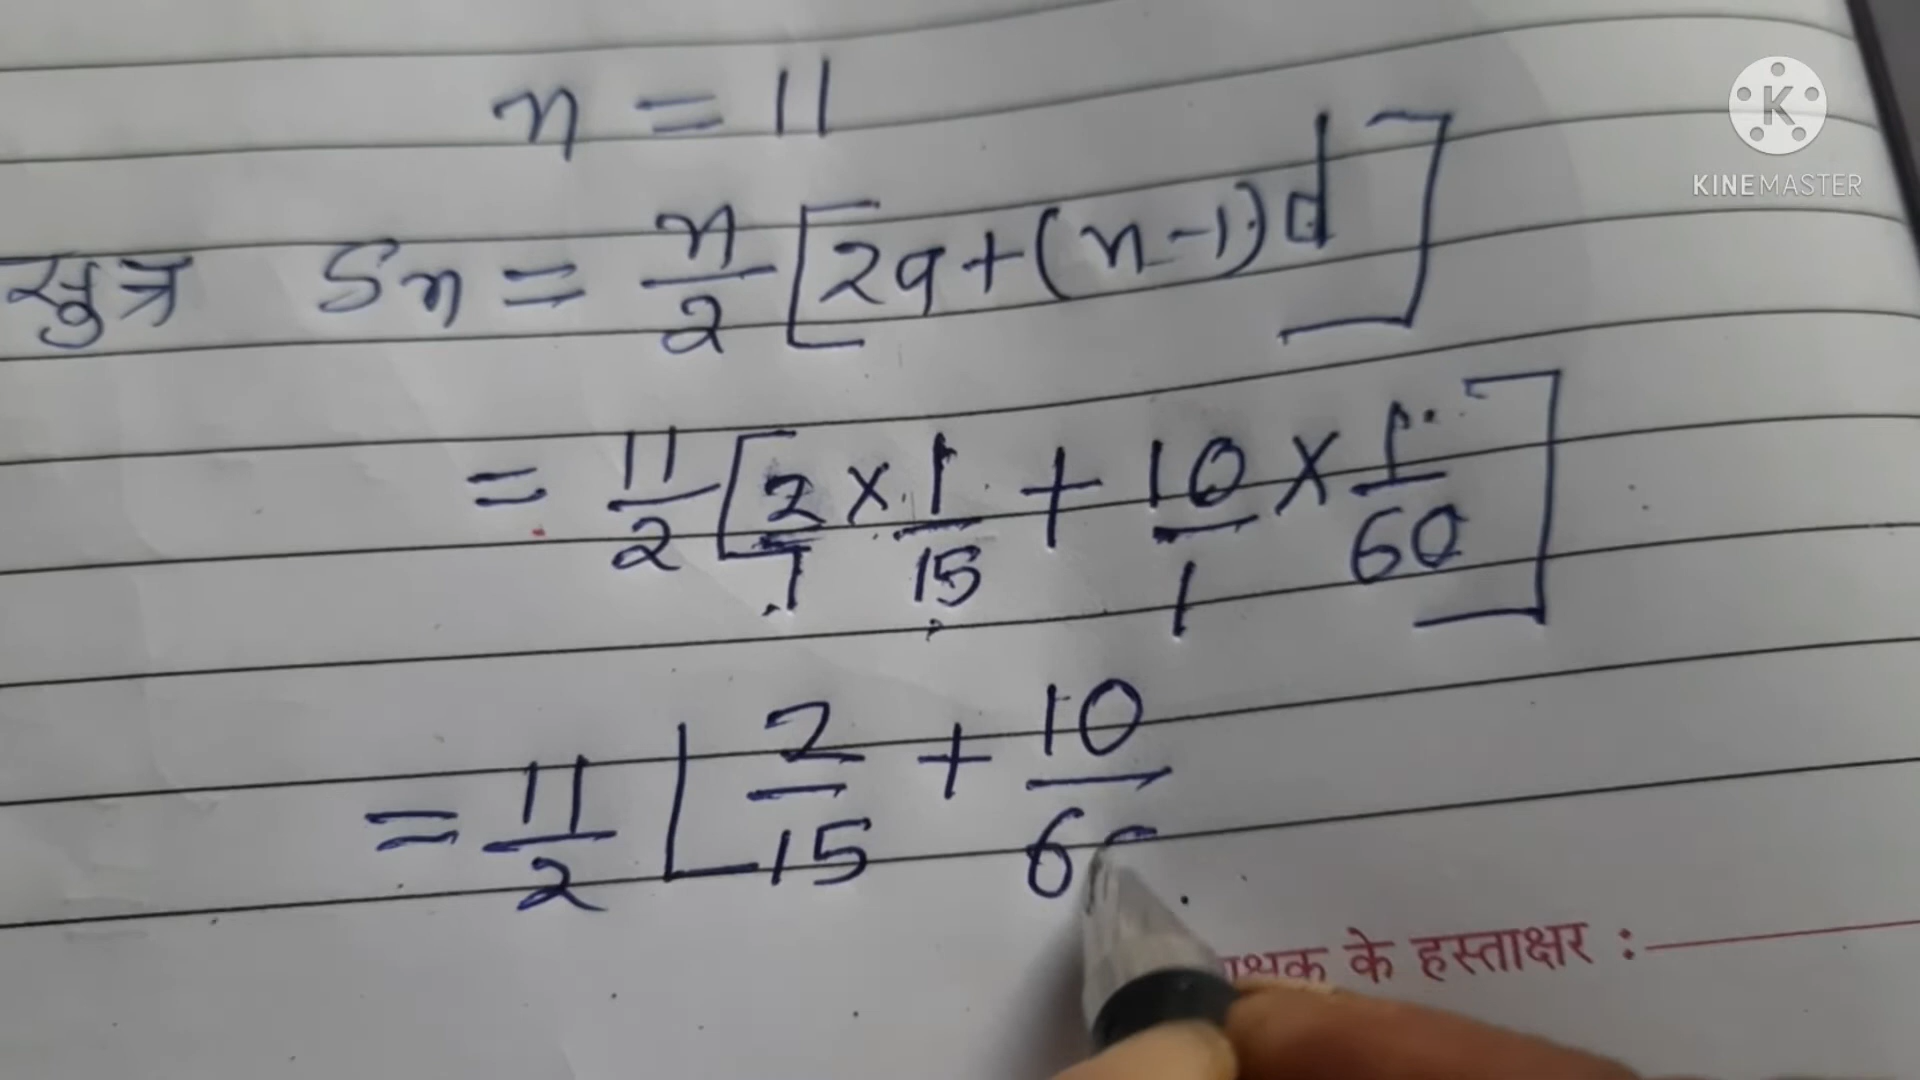 n = 11
KINEMASTER
सुत्र Sn = n/2 [2a+(n-1)d]
= 11/2 [2/1 × 1/15 + 10/1 × 1/60]
= 11/2 [2/15 + 10/6
के हस्ताक्षर :